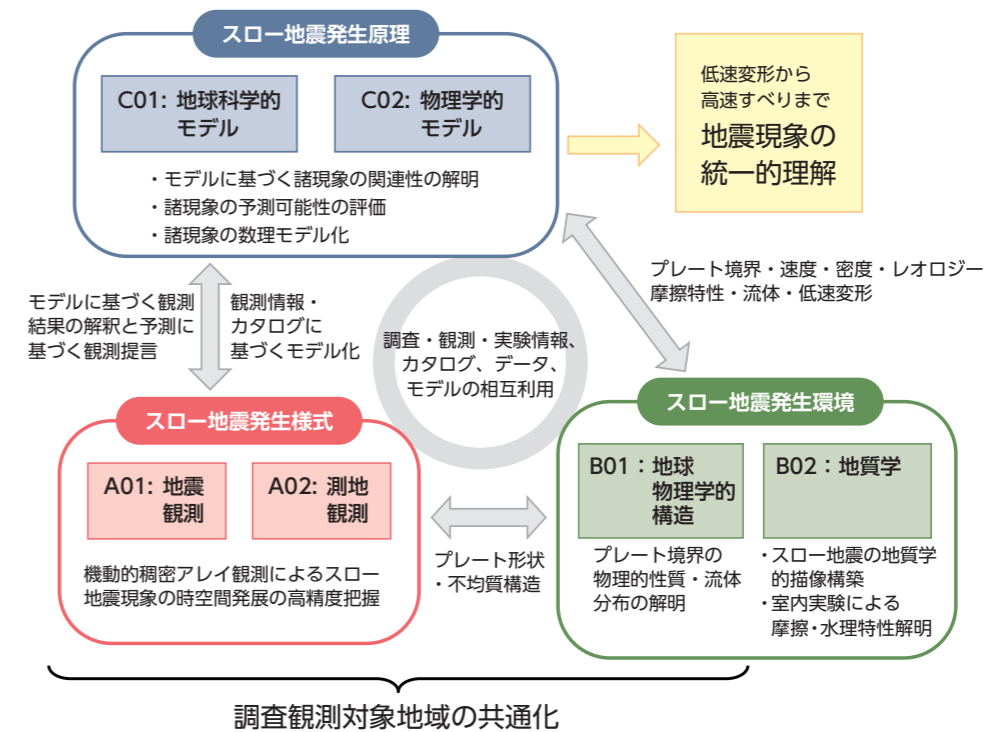 スロー地震発生原理
C01: 地球科学的
モデル
C02: 物理学的
モデル
・モデルに基づく諸現象の関連性の解明
・諸現象の予測可能性の評価
・諸現象の数理モデル化
低速変形から
高速すべりまで
地震現象の
統一的理解
モデルに基づく観測
結果の解釈と予測に
基づく観測提言
観測情報・
カタログに
基づくモデル化
調査・観測・実験情報、
カタログ、データ、
モデルの相互利用
プレート境界・速度・密度・レオロジー
摩擦特性・流体・低速変形
スロー地震発生様式
A01: 地震
観測
A02: 測地
観測
機動的稠密アレイ観測によるスロー
地震現象の時空間発展の高精度把握
プレート形状
・不均質構造
スロー地震発生環境
B01：地球
物理学的
構造
プレート境界の
物理的性質・流体
分布の解明
B02：地質学
・スロー地震の地質学
的描像構築
・室内実験による
摩擦・水理特性解明
調査観測対象地域の共通化